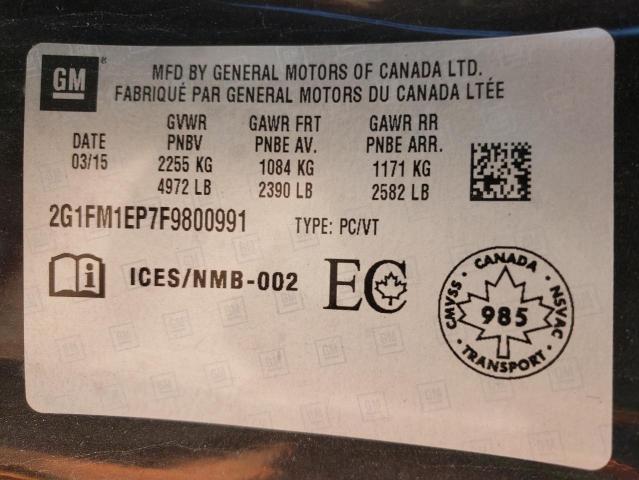 GM
MFD BY GENERAL MOTORS OF CANADA LTD.
FABRIQUÉ PAR GENERAL MOTORS DU CANADA LTÉE
GVWR GAWR FRT GAWR RR
DATE PNBV PNBE AV. PNBE ARR.
03/15 2255 KG 1084 KG 1171 KG
4972 LB 2390 LB 2582 LB
2G1FM1EP7F9800991 TYPE: PC/VT
i ICES/NMB-002 EC
CMVSS · CANADA · NSVAC · TRANSPORT ·
985